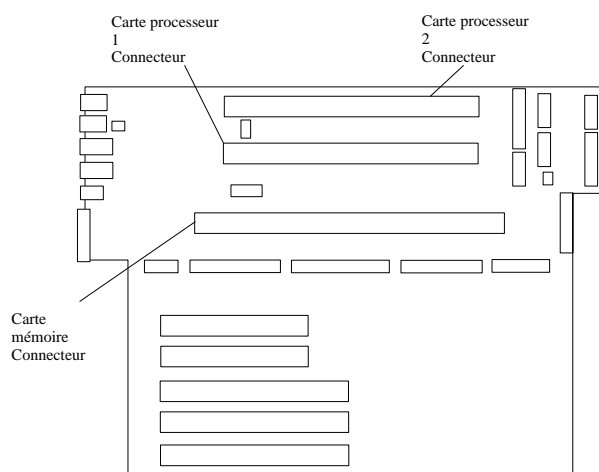 Carte processeur
1
Connecteur
Carte processeur
2
Connecteur
Carte
mémoire
Connecteur